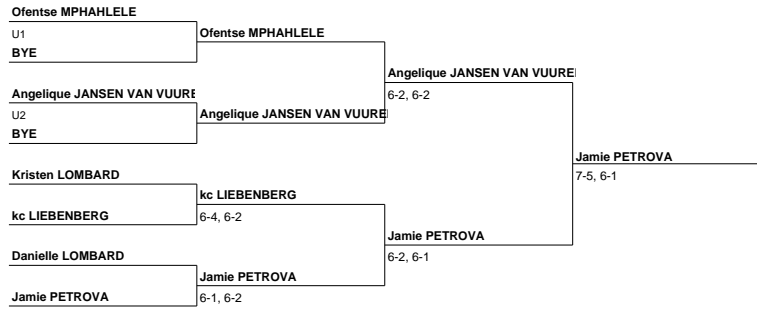 Ofentse MPHAHLELE
U1
BYE
Ofentse MPHAHLELE
Angelique JANSEN VAN VUURE
6-2, 6-2
Angelique JANSEN VAN VUURE
U2
BYE
Angelique JANSEN VAN VUURE
Jamie PETROVA
7-5, 6-1
Kristen LOMBARD
kc LIEBENBERG
kc LIEBENBERG
6-4, 6-2
Jamie PETROVA
6-2, 6-1
Danielle LOMBARD
Jamie PETROVA
Jamie PETROVA
6-1, 6-2